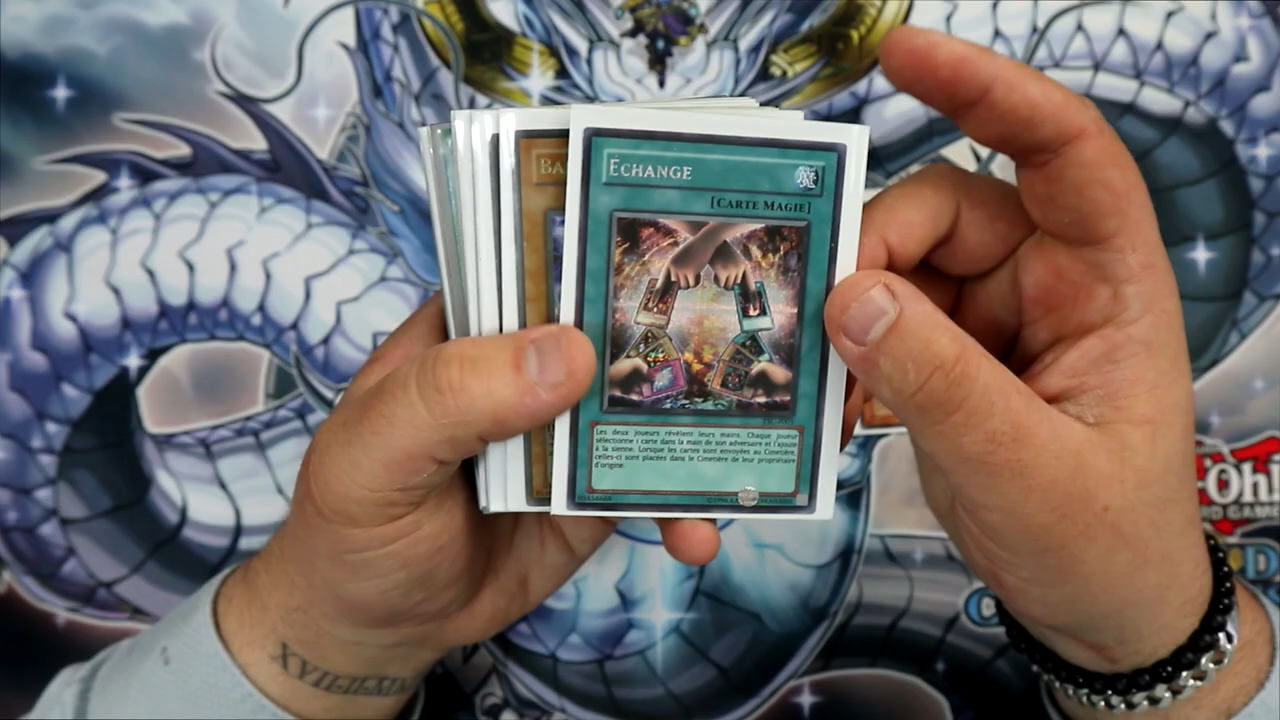 ÉCHANGE
[CARTE MAGIE]
Les deux joueurs révèlent leurs mains. Chaque joueur
sélectionne 1 carte dans la main de son adversaire et l'ajoute
à la sienne. Lorsque les cartes sont envoyées au Cimetière,
celles-ci sont placées dans le Cimetière de leur propriétaire
d'origine.
BA
-OH!